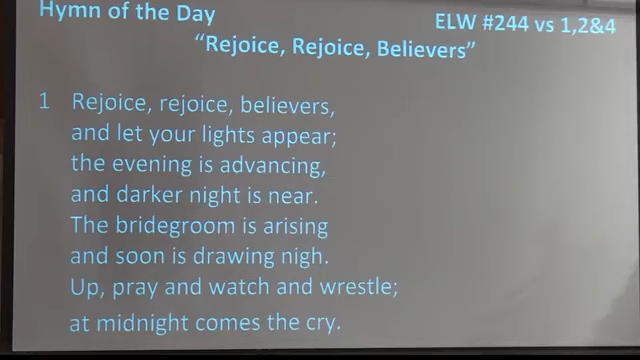 Hymn of the Day ELW #244 vs 1,2&4
“Rejoice, Rejoice, Believers”
1 Rejoice, rejoice, believers,
and let your lights appear;
the evening is advancing,
and darker night is near.
The bridegroom is arising
and soon is drawing nigh.
Up, pray and watch and wrestle;
at midnight comes the cry.